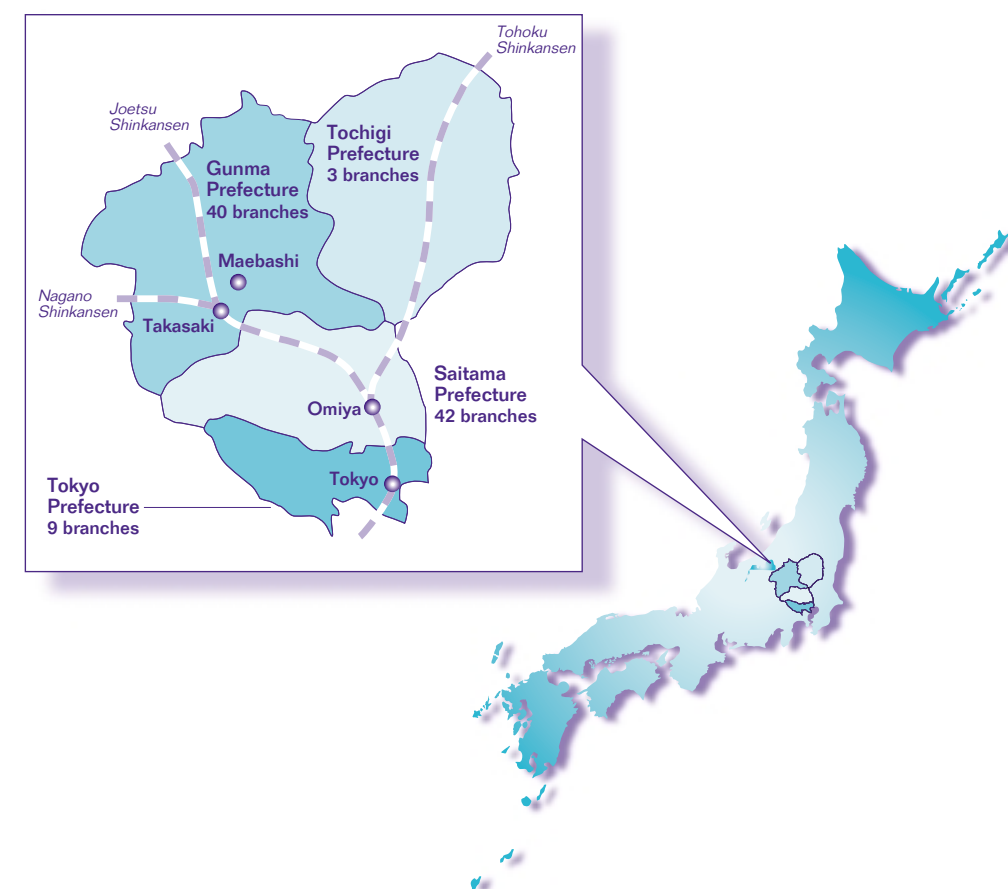 Tohoku
Shinkansen
Joetsu
Shinkansen
Tochigi
Prefecture
3 branches
Gunma
Prefecture
40 branches
Maebashi
Nagano
Shinkansen
Takasaki
Saitama
Prefecture
42 branches
Omiya
Tokyo
Tokyo
Prefecture
9 branches